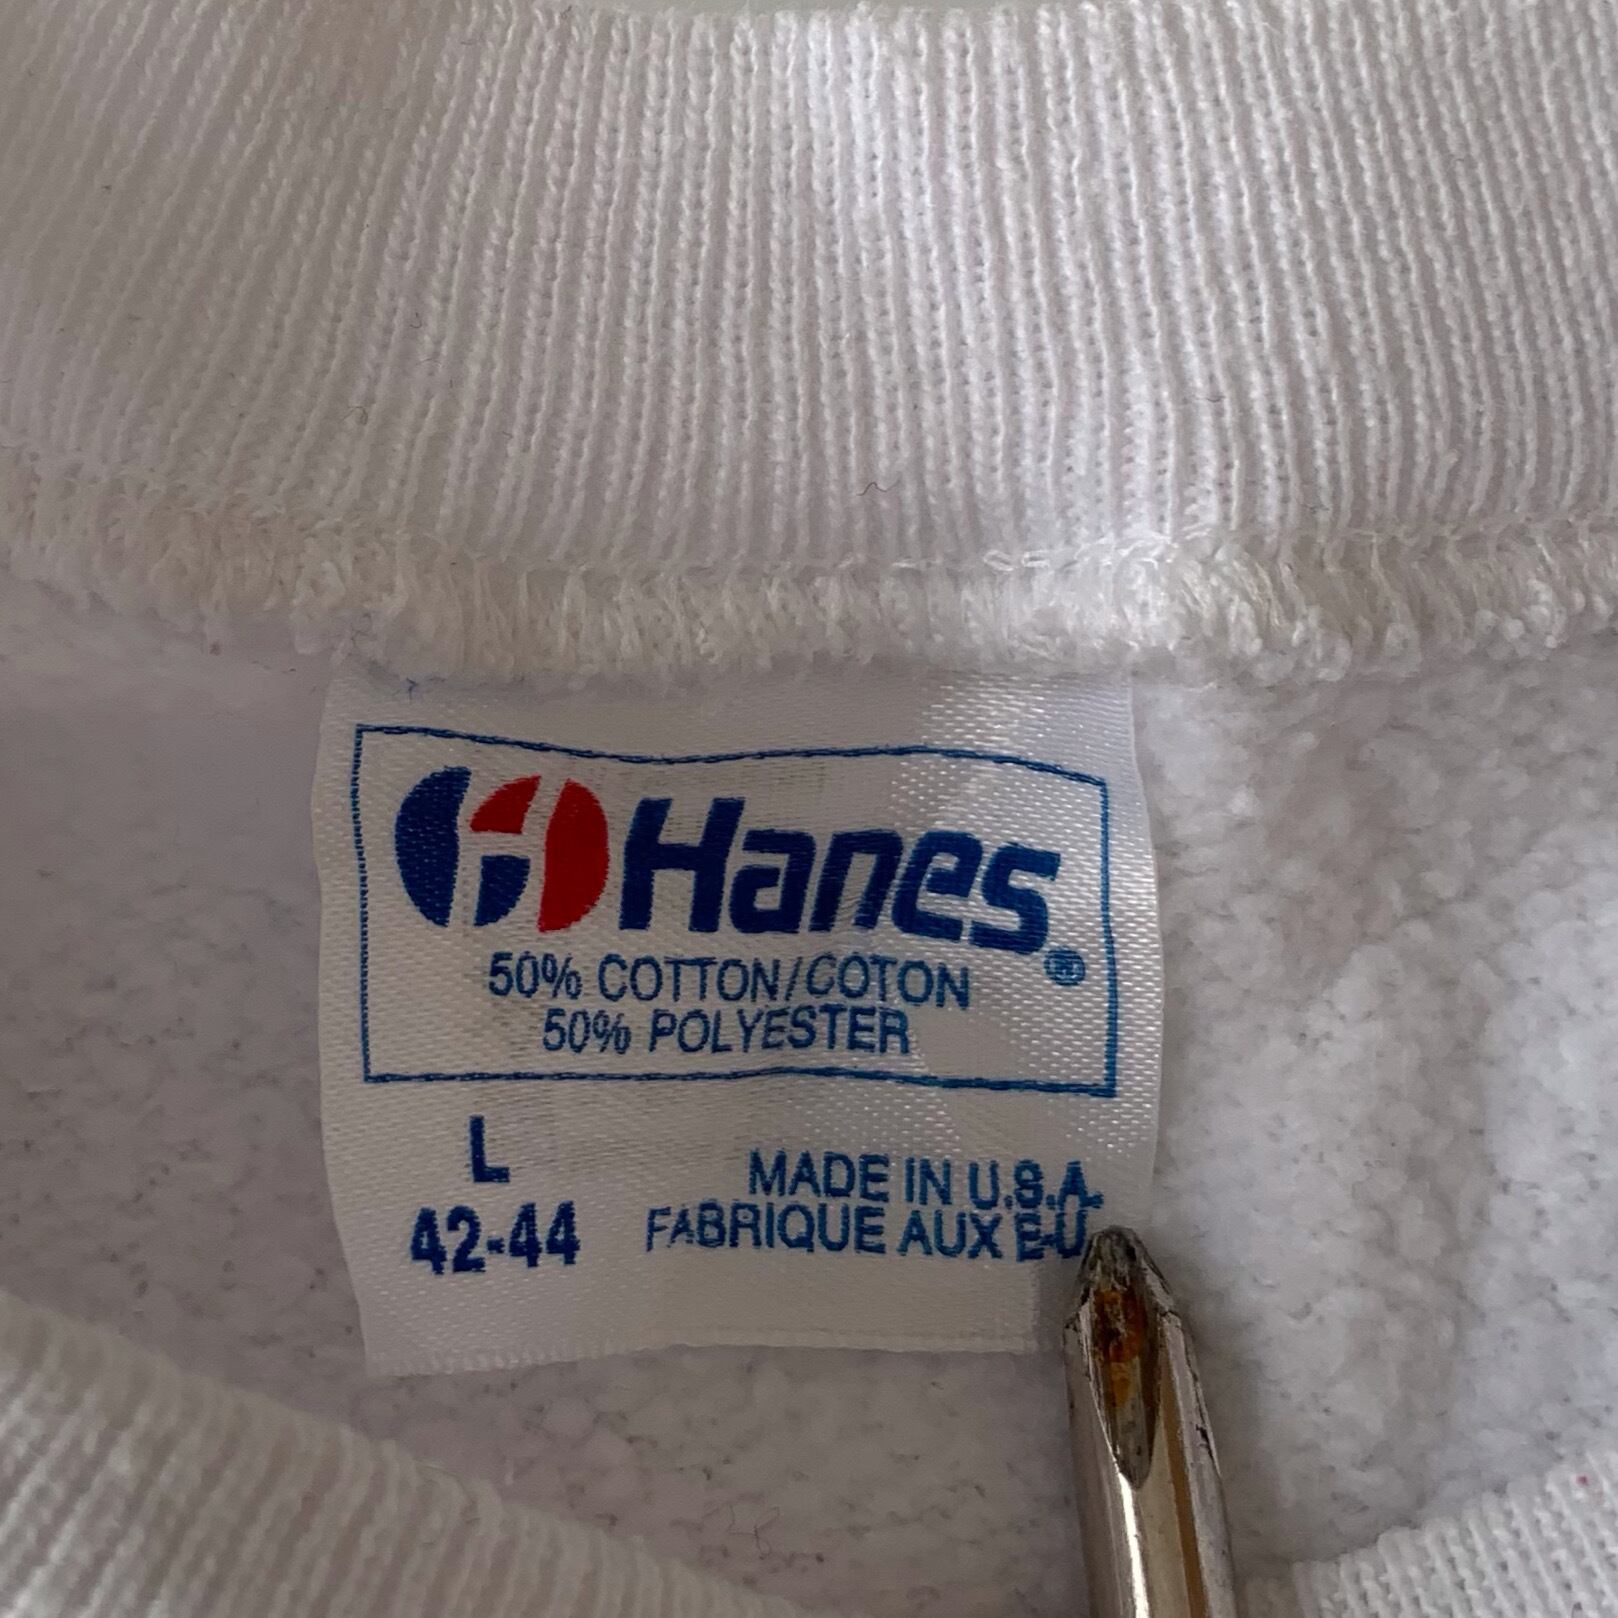 Hanes®
50% COTTON/COTON
50% POLYESTER
L
42-44
MADE IN U.S.A.
FABRIQUE AUX E-U.